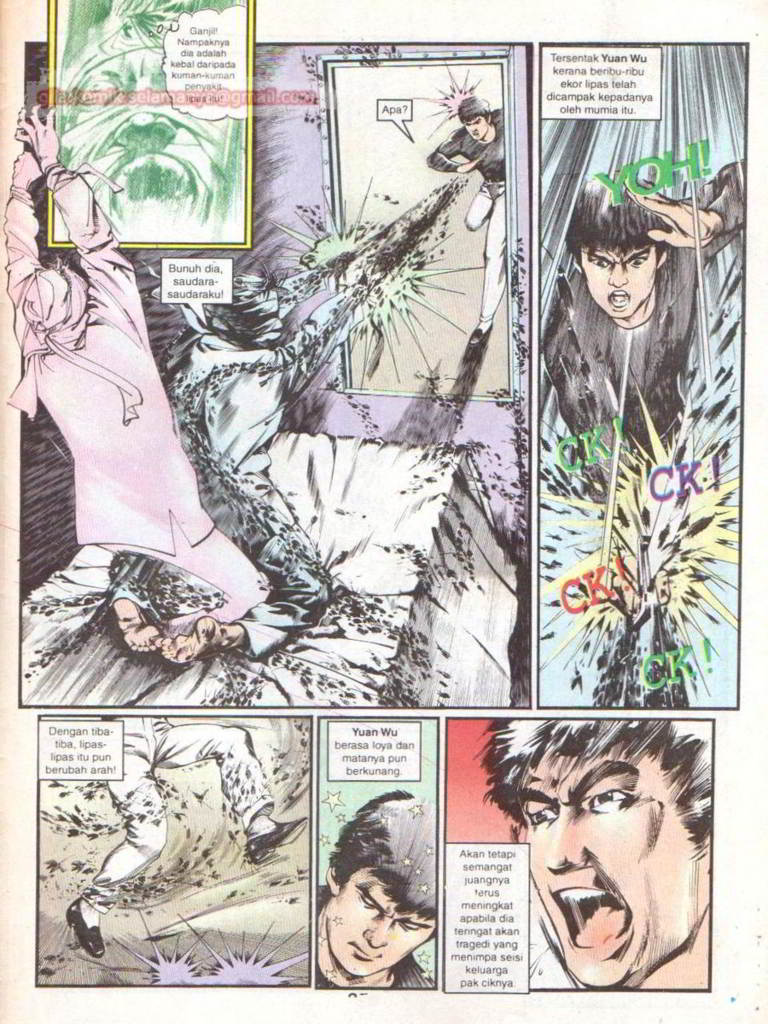 Ganjil!
Nampaknya
dia adalah
kebal daripada
kuman-kuman
penyakit
lipas itu!
Apa?
Bunuh dia,
saudara-
saudaraku!
Tersentak Yuan Wu
kerana beribu-ribu
ekor lipas telah
dicampak kepadanya
oleh mumia itu.
YOH!
CK!
CK!
CK!
CK!
Dengan tiba-
tiba, lipas-
lipas itu pun
berubah arah!
Yuan Wu
berasa loya dan
matanya pun
berkunang.
Akan tetapi
semangat
juangnya
terus
meningkat
apabila dia
teringat akan
tragedi yang
menimpa seisi
keluarga
pak ciknya.